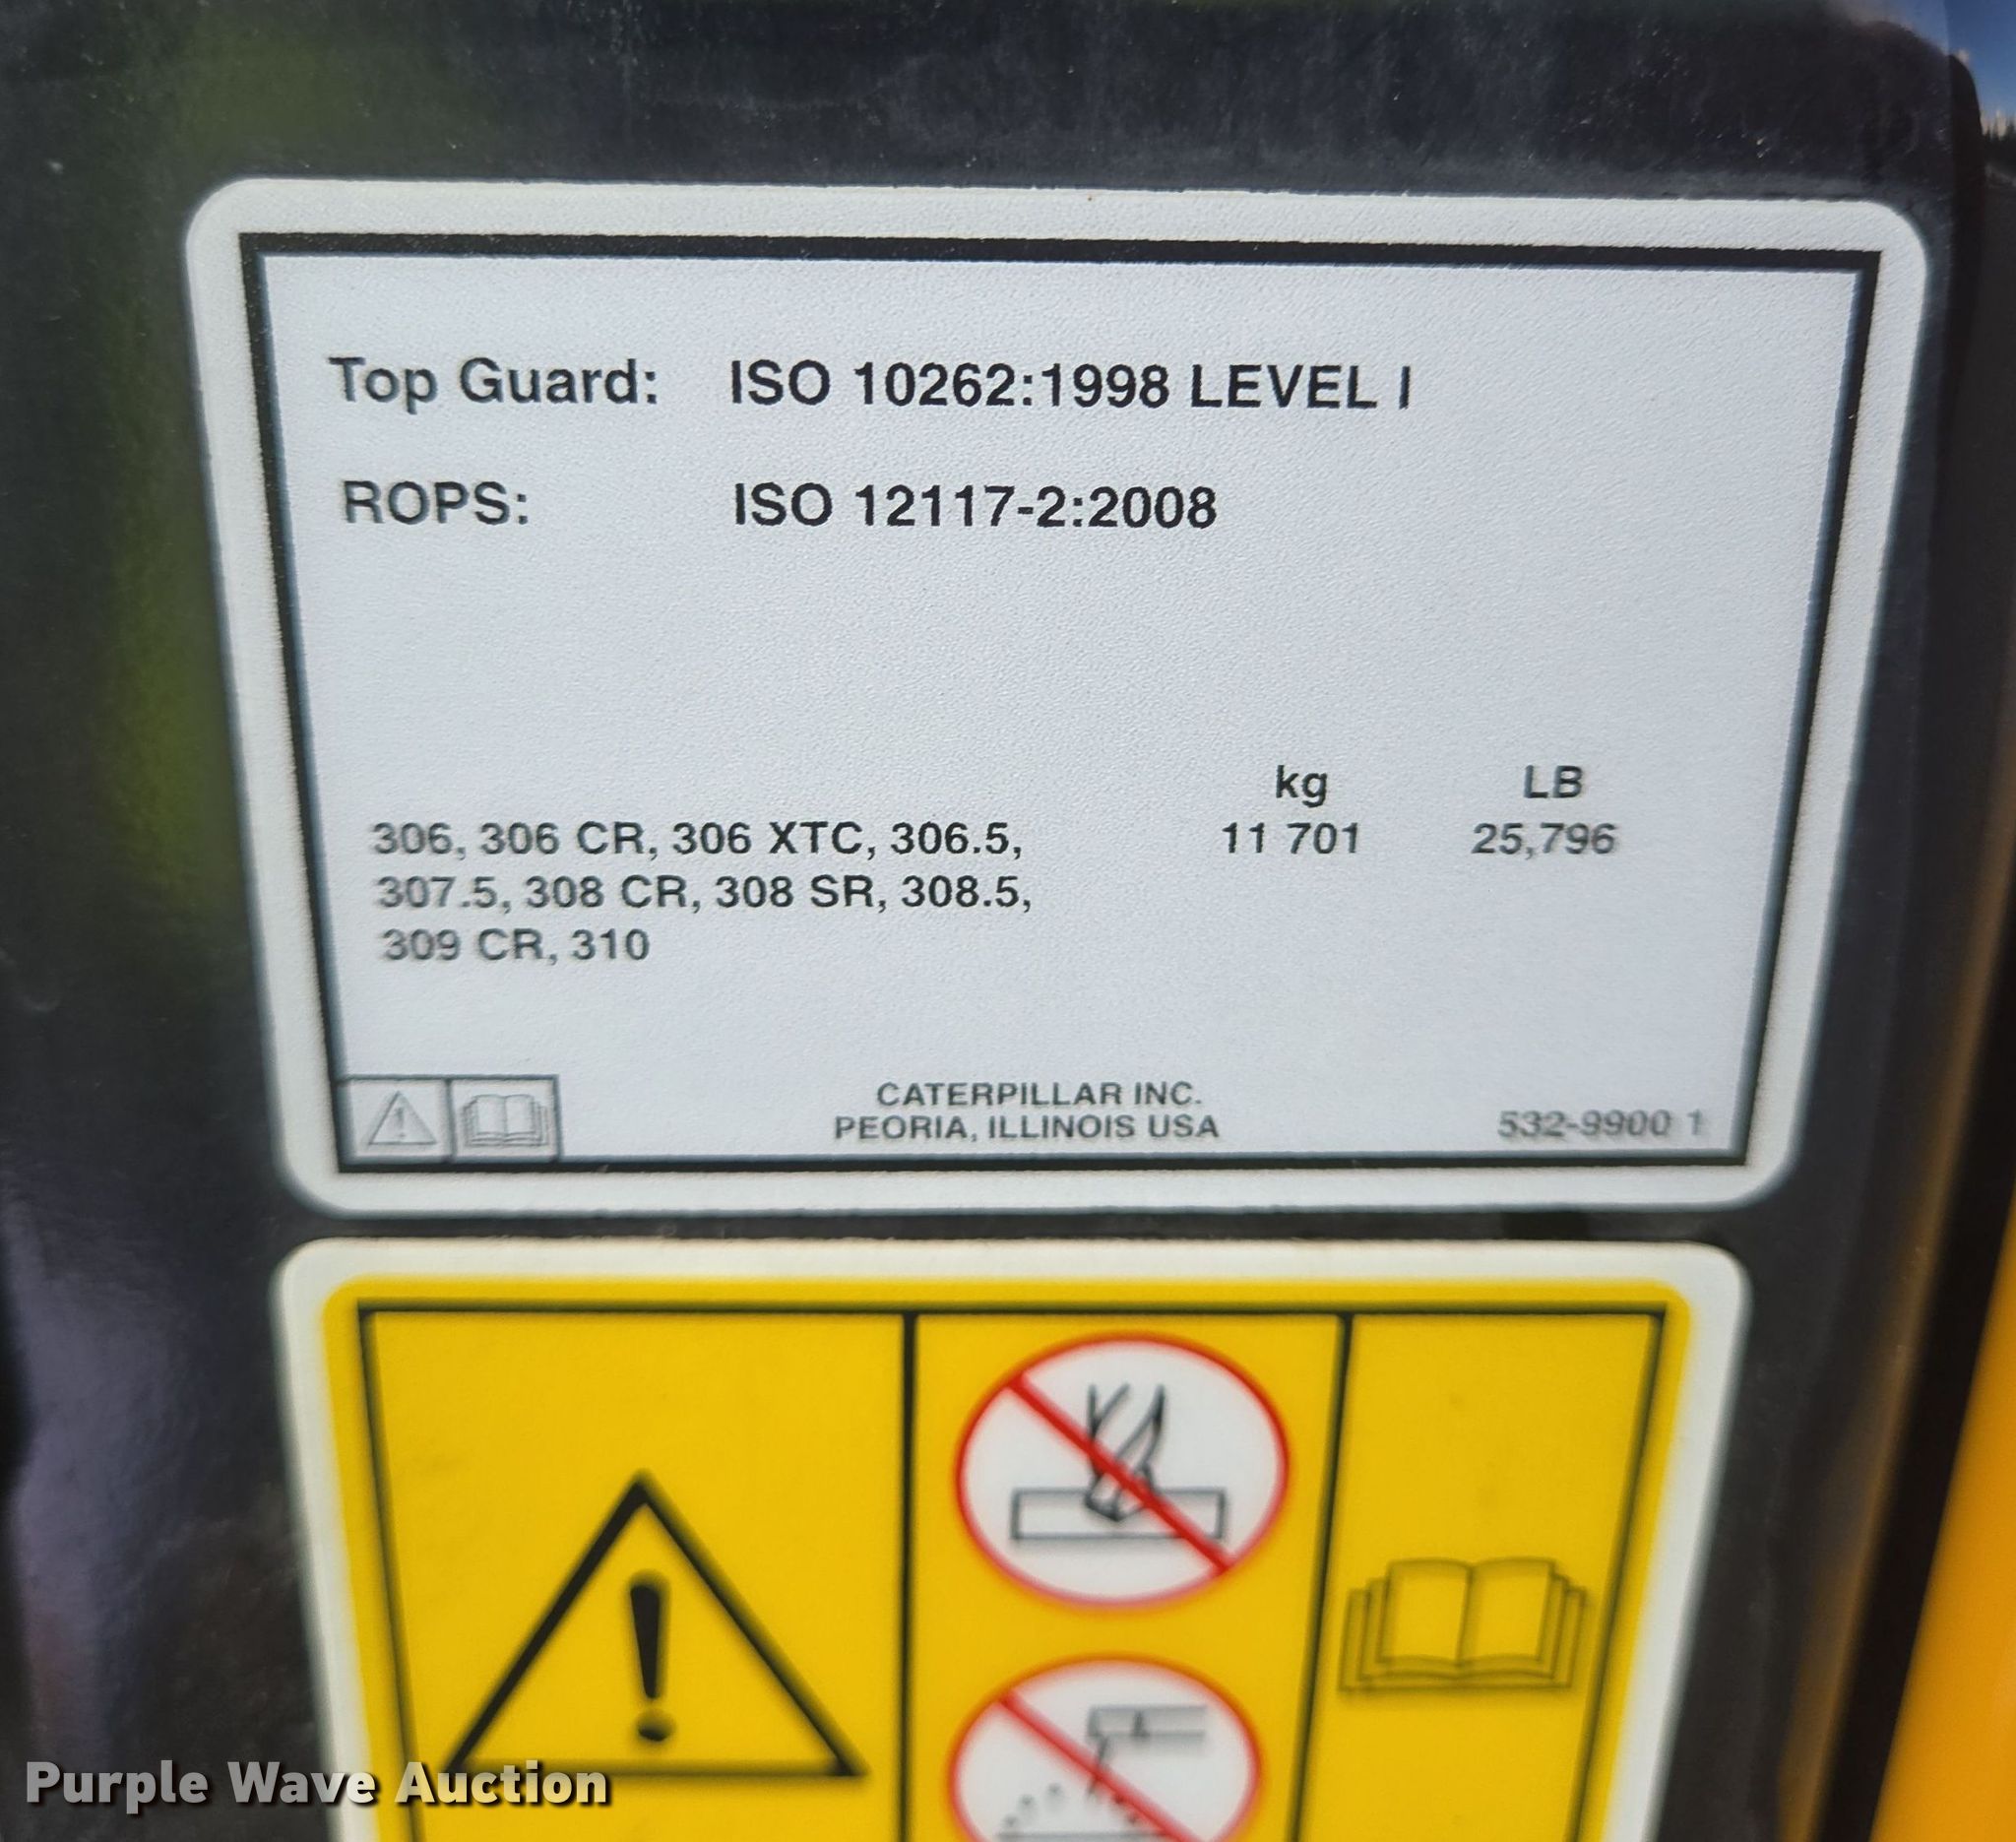 Top Guard: ISO 10262:1998 LEVEL I
ROPS: ISO 12117-2:2008
kg LB
306, 306 CR, 306 XTC, 306.5, 11 701 25,796
307.5, 308 CR, 308 SR, 308.5,
309 CR, 310
CATERPILLAR INC.
PEORIA, ILLINOIS USA
532-9900 1
Purple Wave Auction